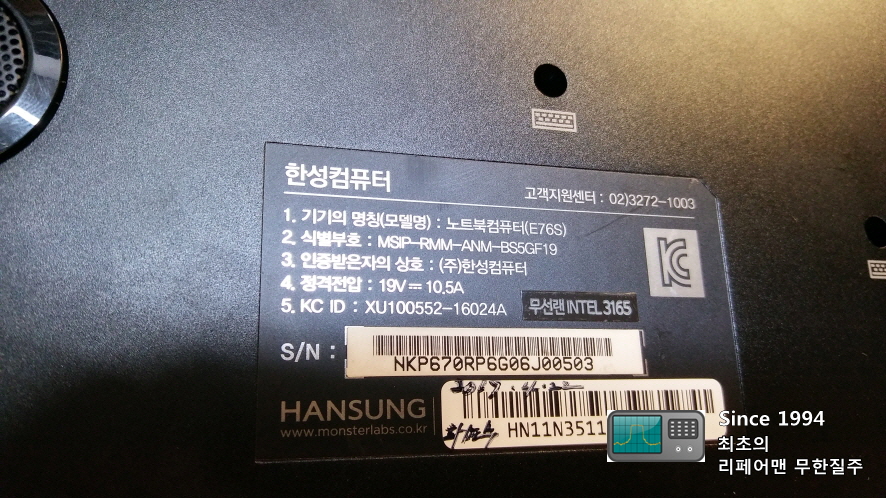 한성컴퓨터
고객지원센터 : 02)3272-1003
1. 기기의 명칭(모델명) : 노트북컴퓨터(E76S)
2. 식별부호 : MSIP-RMM-ANM-BS5GF19
3. 인증받은자의 상호 : (주)한성컴퓨터
4. 정격전압 : 19V⎓10.5A
5. KC ID : XU100552-16024A
무선랜 INTEL 3165
S/N :
NKP670RP6G06J00503
HANSUNG
www.monsterlabs.co.kr
HN11N3511
Since 1994
최초의
리페어맨 무한질주